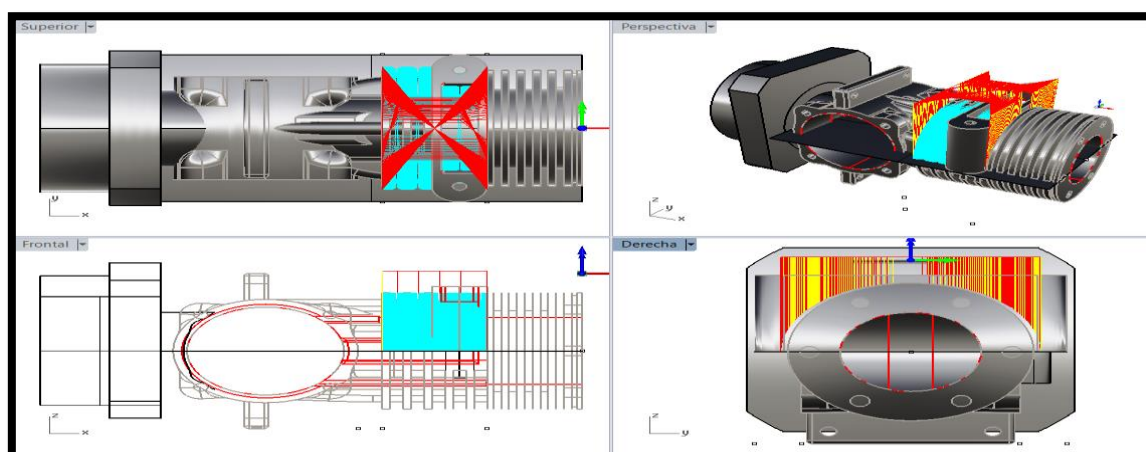 Superior
Perspectiva
y
x
z
y
x
Frontal
Derecha
z
x
z
y